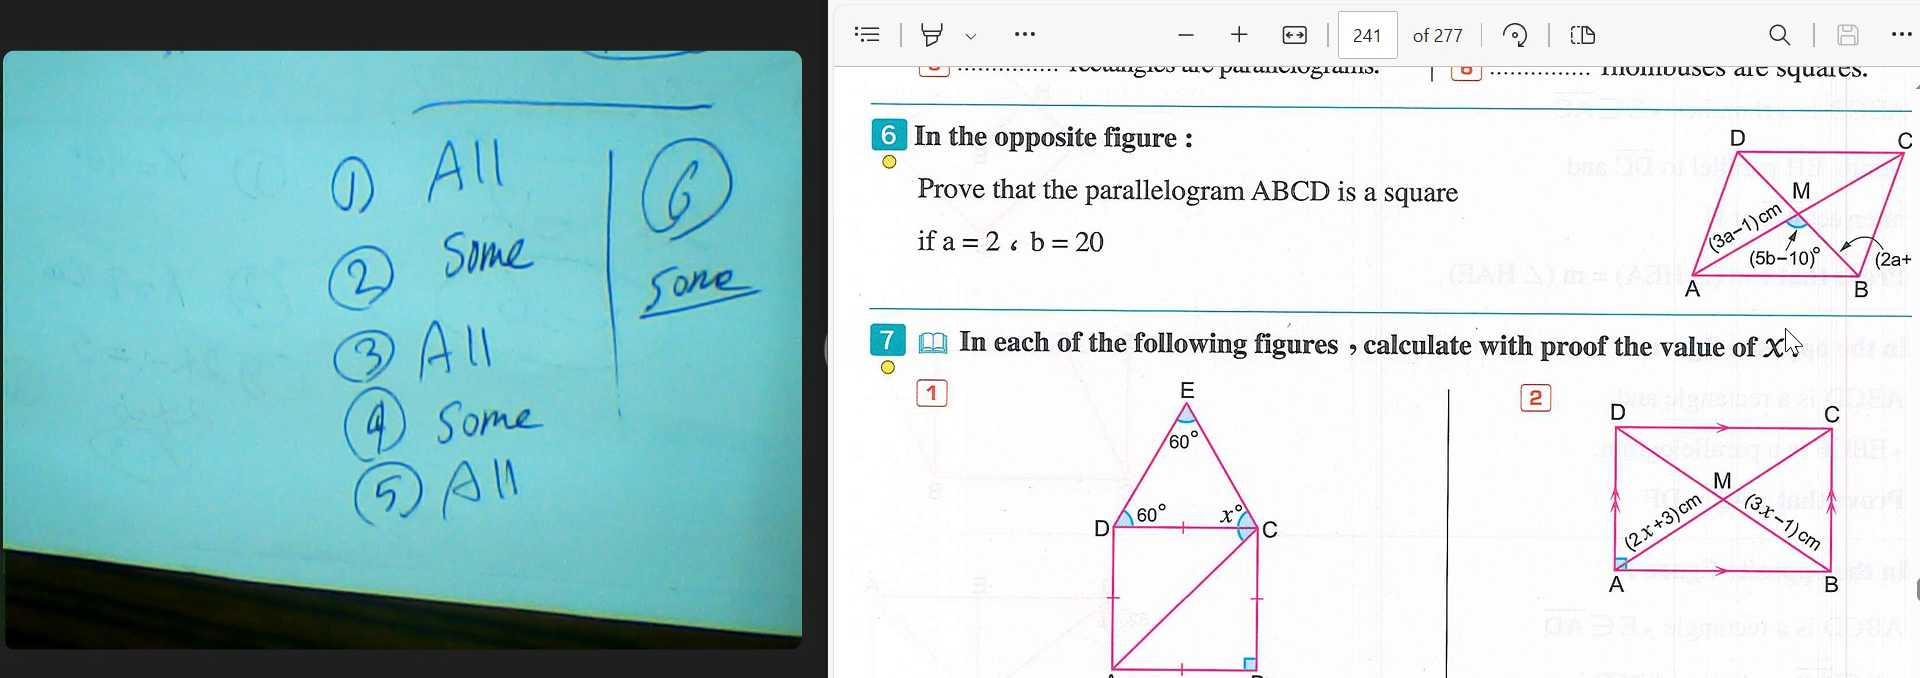 ① All
② Some
③ All
④ Some
⑤ All
⑥
Some
241 of 277
5 .............. rectangles are parallelograms.
6 .............. rhombuses are squares.
6 In the opposite figure :
Prove that the parallelogram ABCD is a square
if a = 2 ، b = 20
D
C
M
(3a−1)cm
(5b−10)°
(2a+
A
B
7 In each of the following figures , calculate with proof the value of x
1
E
60°
D
60°
x°
C
2
D
C
M
(2x+3)cm
(3x−1)cm
A
B